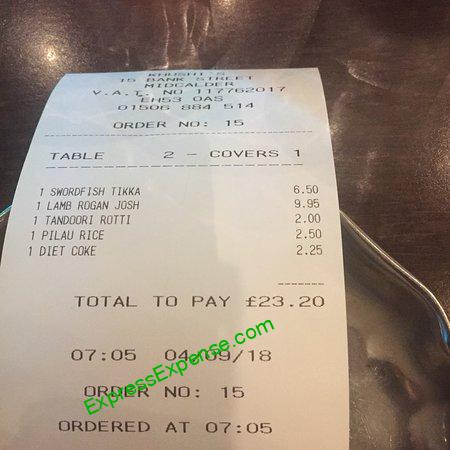 KHUSHI'S
15 BANK STREET
MIDCALDER
V.A.T. NO 117762017
EH53 0AS
01506 884 514
ORDER NO: 15
TABLE 2 - COVERS 1
1 SWORDFISH TIKKA 6.50
1 LAMB ROGAN JOSH 9.95
1 TANDOORI ROTTI 2.00
1 PILAU RICE 2.50
1 DIET COKE 2.25
TOTAL TO PAY £23.20
07:05 04/09/18
ExpressExpense.com
ORDER NO: 15
ORDERED AT 07:05